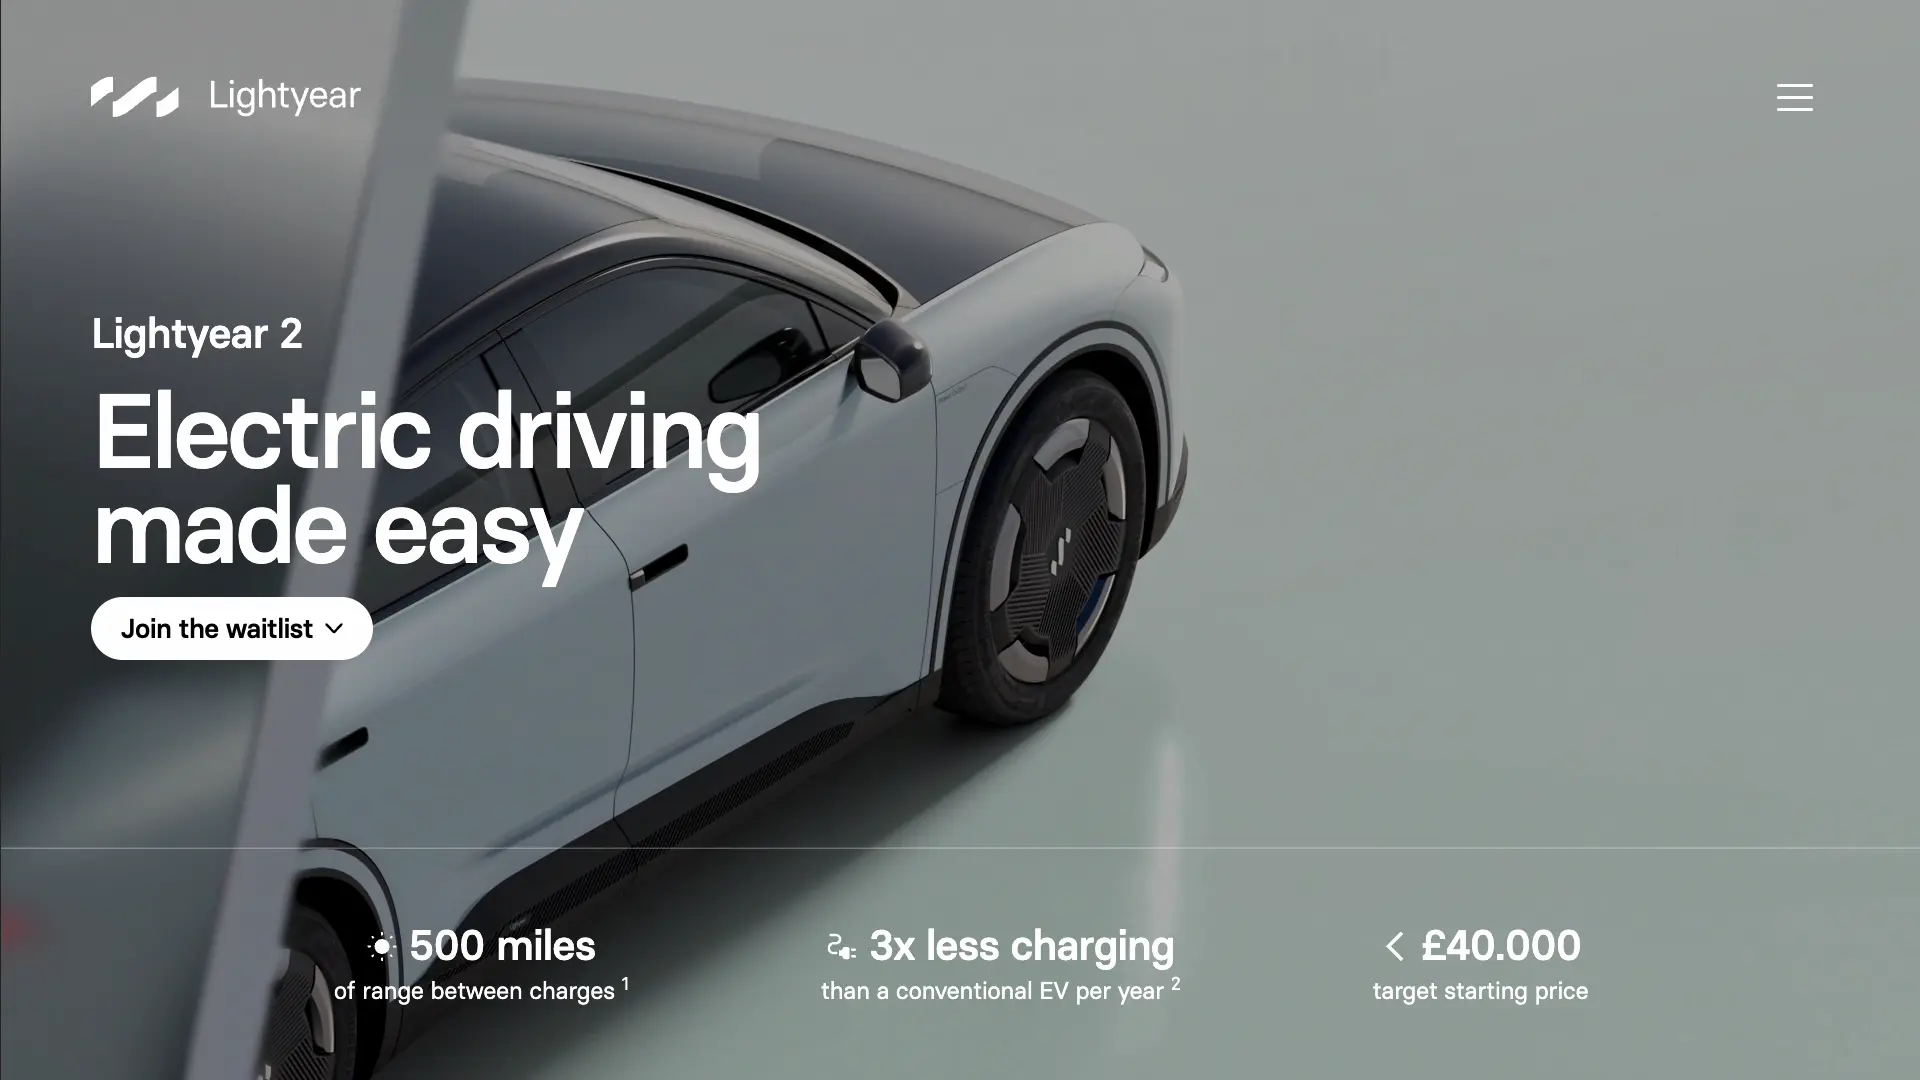 Lightyear
Lightyear 2
Electric driving
made easy
Join the waitlist
500 miles
of range between charges 1
3x less charging
than a conventional EV per year 2
< £40.000
target starting price